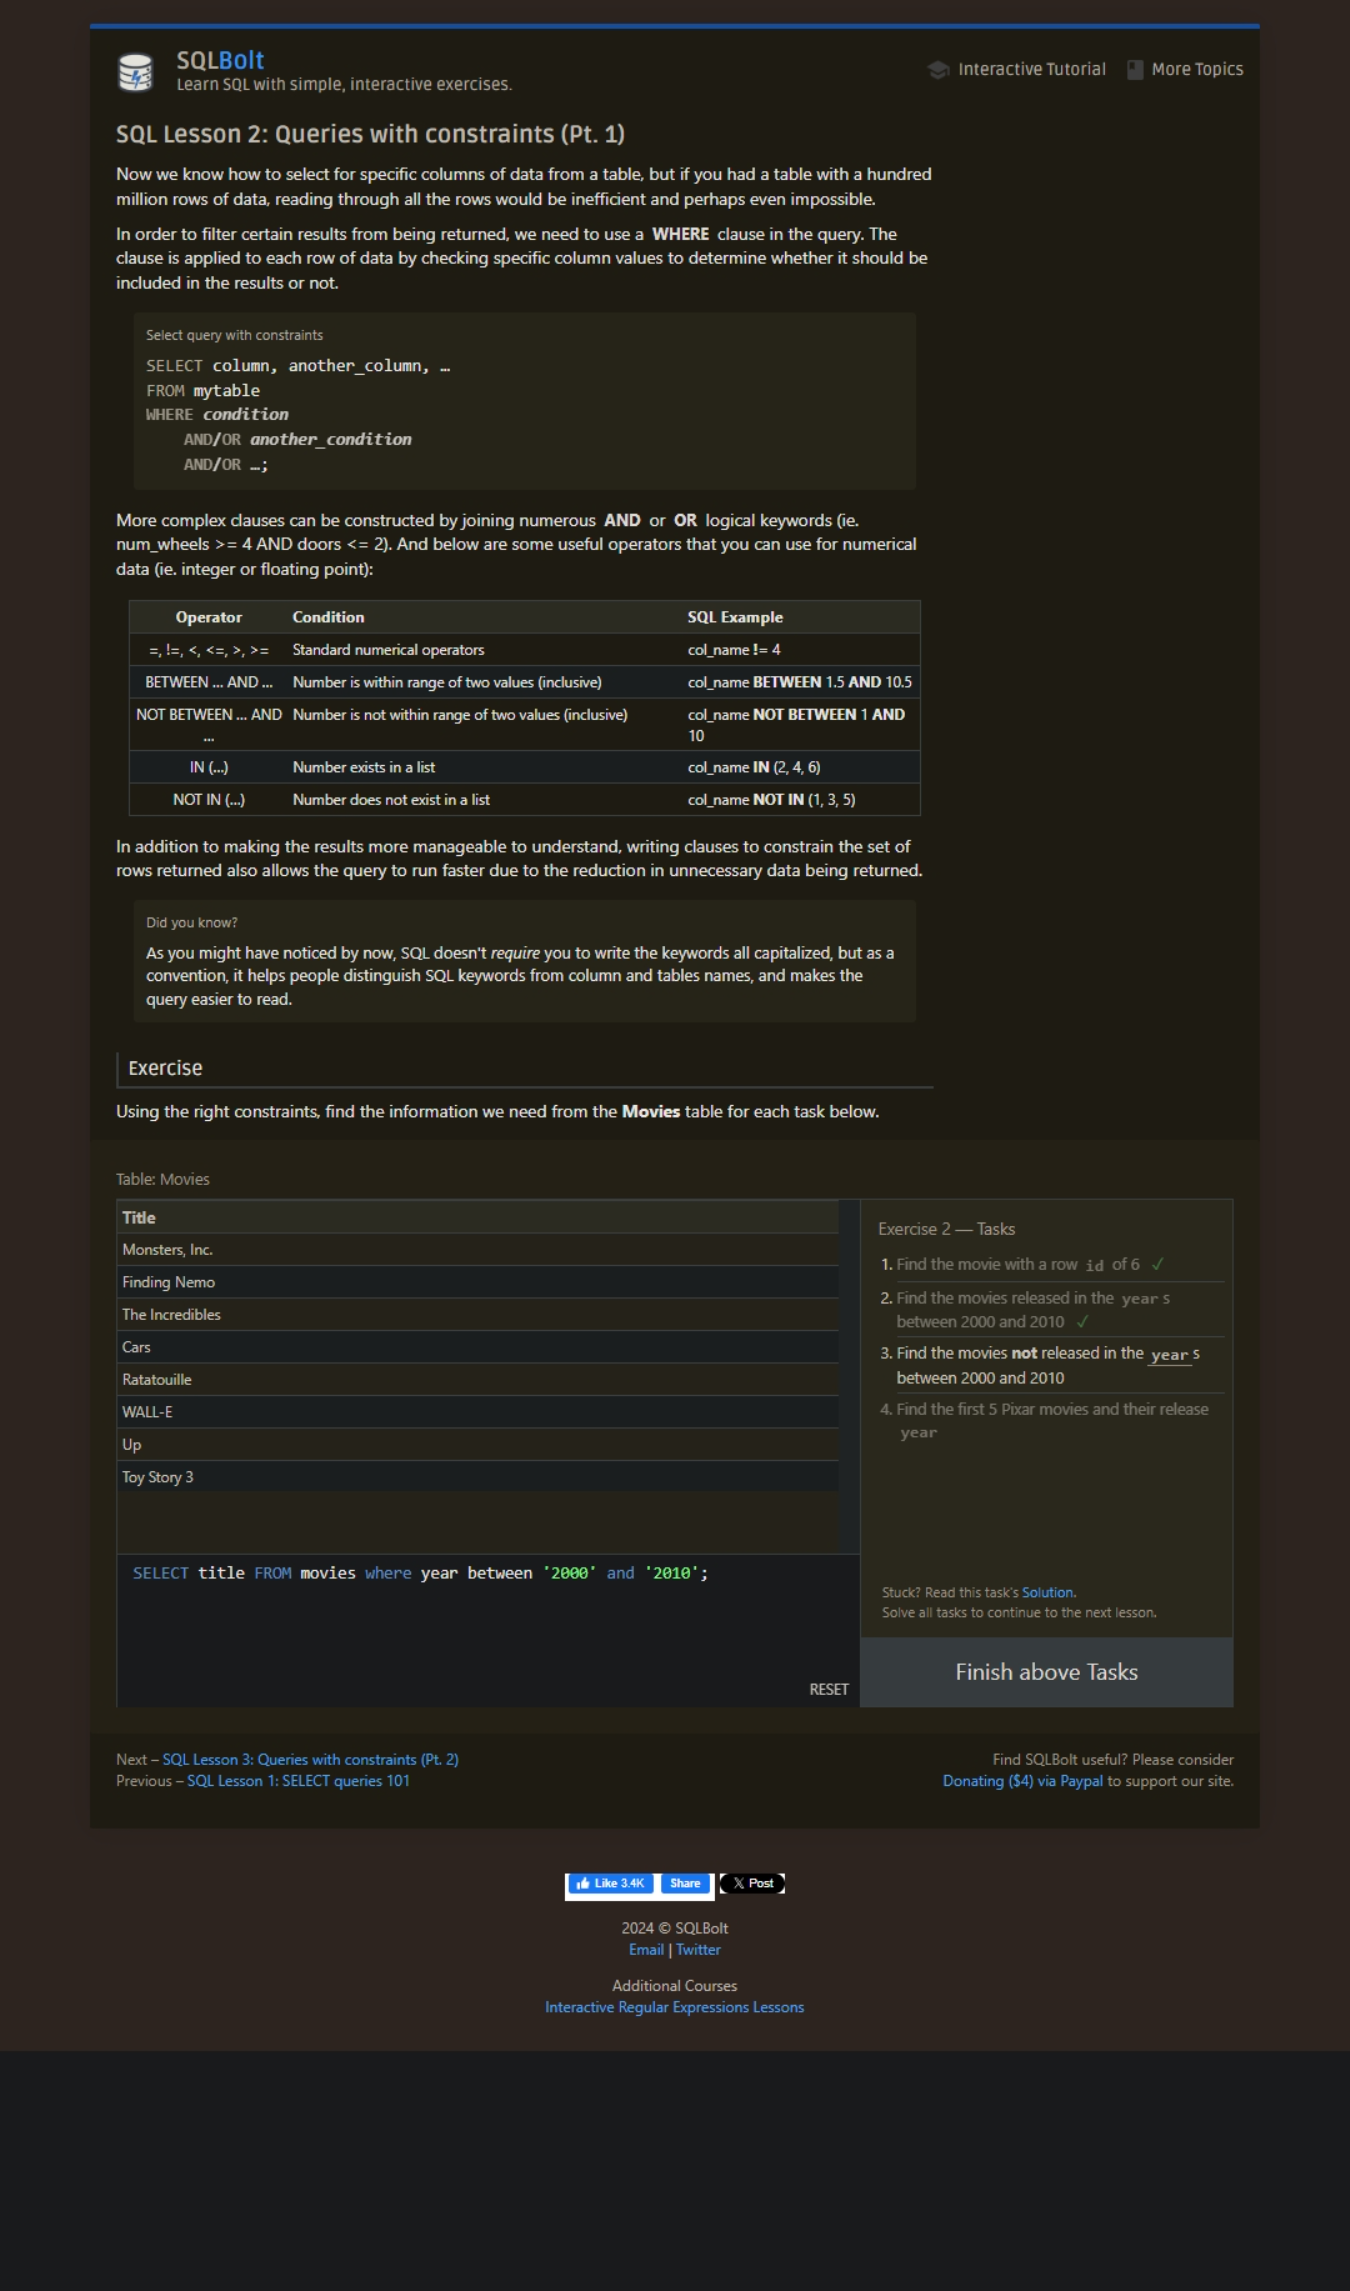 SQLBolt
Learn SQL with simple, interactive exercises.
Interactive Tutorial
More Topics
SQL Lesson 2: Queries with constraints (Pt. 1)
Now we know how to select for specific columns of data from a table, but if you had a table with a hundred
million rows of data, reading through all the rows would be inefficient and perhaps even impossible.
In order to filter certain results from being returned, we need to use a WHERE clause in the query. The
clause is applied to each row of data by checking specific column values to determine whether it should be
included in the results or not.
Select query with constraints
SELECT column, another_column, …
FROM mytable
WHERE condition
AND/OR another_condition
AND/OR …;
More complex clauses can be constructed by joining numerous AND or OR logical keywords (ie.
num_wheels >= 4 AND doors <= 2). And below are some useful operators that you can use for numerical
data (ie. integer or floating point):
Operator Condition SQL Example
=, !=, <, <=, >, >= Standard numerical operators col_name != 4
BETWEEN … AND … Number is within range of two values (inclusive) col_name BETWEEN 1.5 AND 10.5
NOT BETWEEN … AND Number is not within range of two values (inclusive) col_name NOT BETWEEN 1 AND
… 10
IN (…) Number exists in a list col_name IN (2, 4, 6)
NOT IN (…) Number does not exist in a list col_name NOT IN (1, 3, 5)
In addition to making the results more manageable to understand, writing clauses to constrain the set of
rows returned also allows the query to run faster due to the reduction in unnecessary data being returned.
Did you know?
As you might have noticed by now, SQL doesn't require you to write the keywords all capitalized, but as a
convention, it helps people distinguish SQL keywords from column and tables names, and makes the
query easier to read.
Exercise
Using the right constraints, find the information we need from the Movies table for each task below.
Table: Movies
Title
Monsters, Inc.
Finding Nemo
The Incredibles
Cars
Ratatouille
WALL-E
Up
Toy Story 3
SELECT title FROM movies where year between '2000' and '2010';
RESET
Exercise 2 — Tasks
1. Find the movie with a row id of 6 ✓
2. Find the movies released in the year s
between 2000 and 2010 ✓
3. Find the movies not released in the year s
between 2000 and 2010
4. Find the first 5 Pixar movies and their release
year
Stuck? Read this task's Solution.
Solve all tasks to continue to the next lesson.
Finish above Tasks
Next – SQL Lesson 3: Queries with constraints (Pt. 2)
Previous – SQL Lesson 1: SELECT queries 101
Find SQLBolt useful? Please consider
Donating ($4) via Paypal to support our site.
Like 3.4K Share X Post
2024 © SQLBolt
Email | Twitter
Additional Courses
Interactive Regular Expressions Lessons